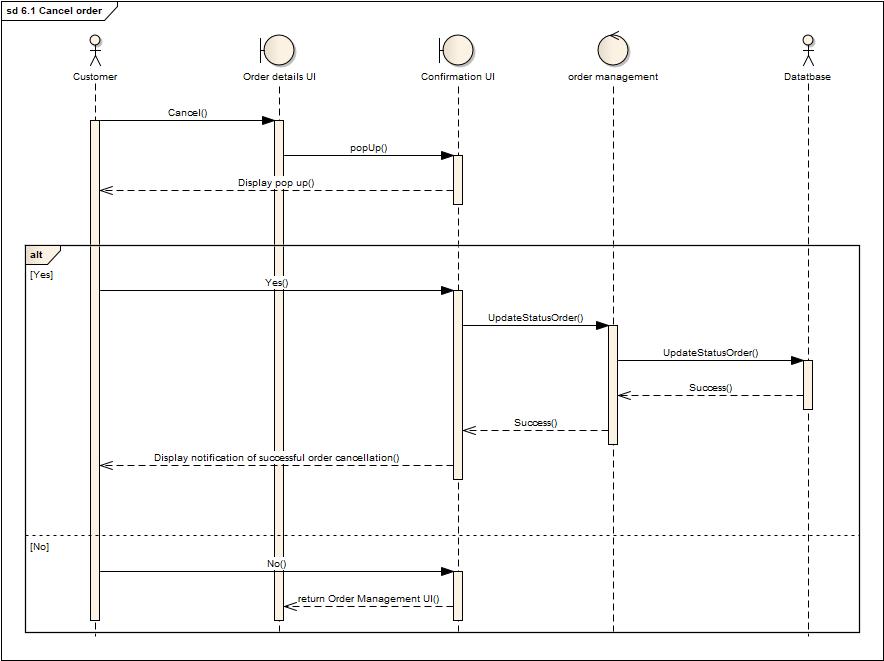 sd 6.1 Cancel order
Customer
Order details UI
Confirmation UI
order management
Datatbase
Cancel()
popUp()
Display pop up()
alt
[Yes]
Yes()
UpdateStatusOrder()
UpdateStatusOrder()
Success()
Success()
Display notification of successful order cancellation()
[No]
No()
return Order Management UI()